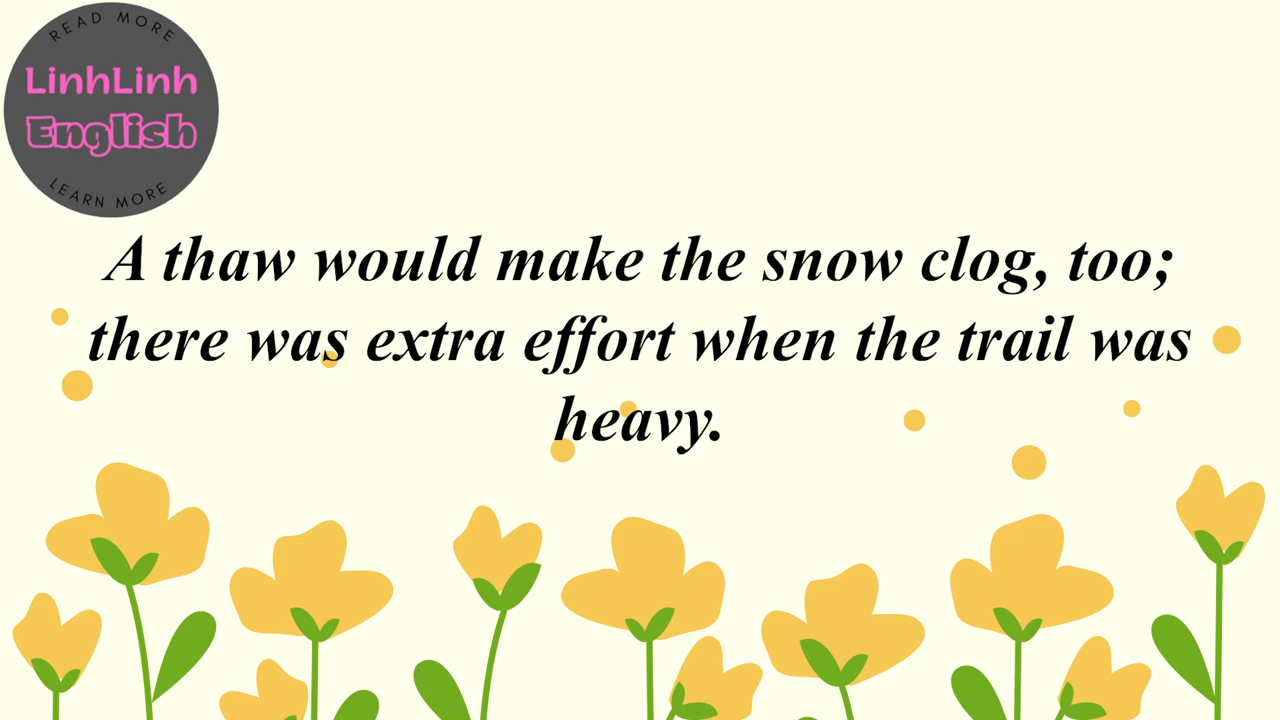 READ MORE
LinhLinh
English
LEARN MORE
A thaw would make the snow clog, too;
there was extra effort when the trail was
heavy.